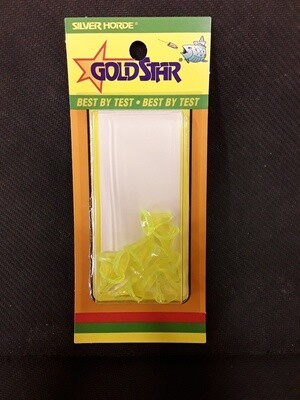 SILVER HORDE®
GOLD STAR®
BEST BY TEST • BEST BY TEST